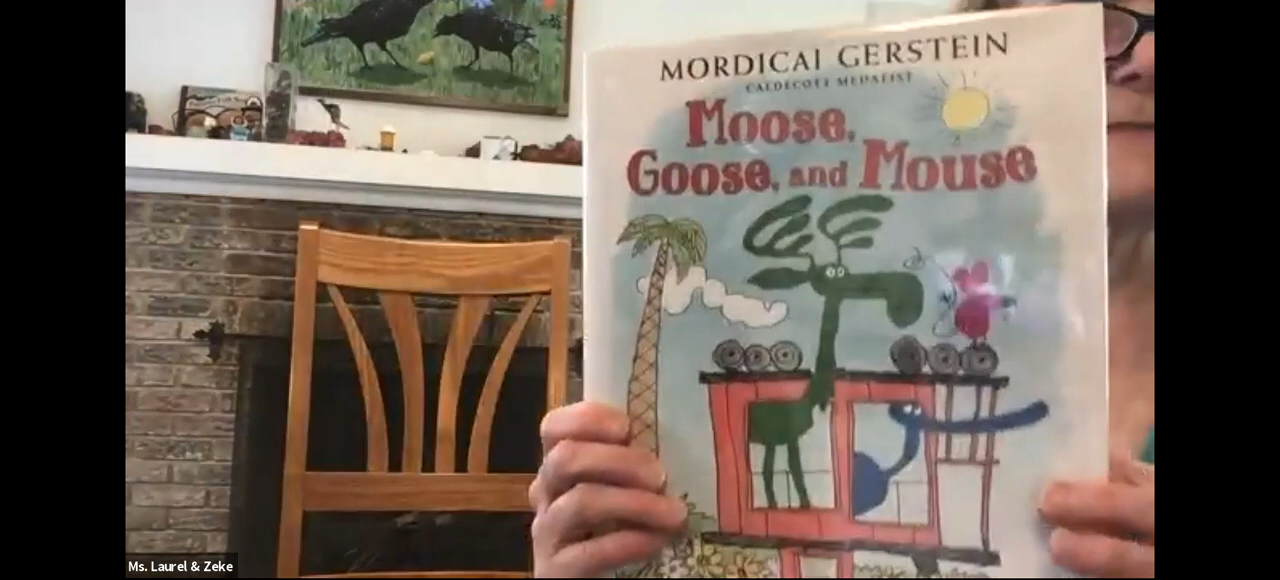 MORDICAI GERSTEIN
CALDECOTT MEDALIST
Moose,
Goose, and Mouse
Ms. Laurel & Zeke